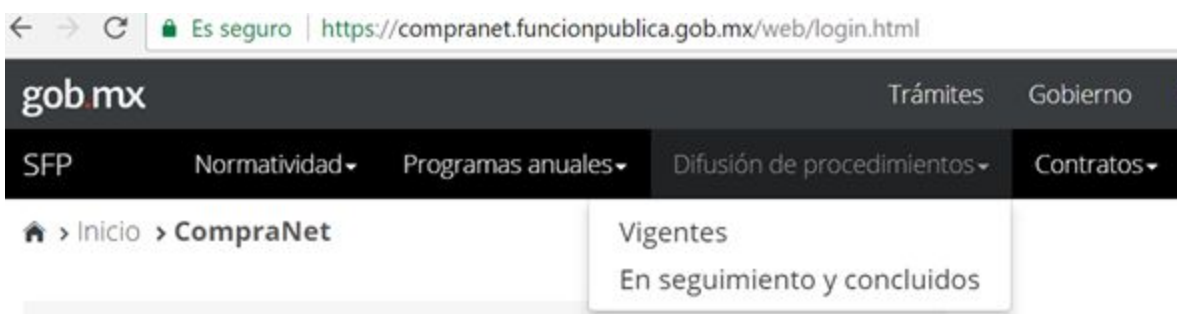 Es seguro | https://compranet.funcionpublica.gob.mx/web/login.html
gob.mx Trámites Gobierno
SFP Normatividad Programas anuales Difusión de procedimientos Contratos
> Inicio > CompraNet
Vigentes
En seguimiento y concluidos